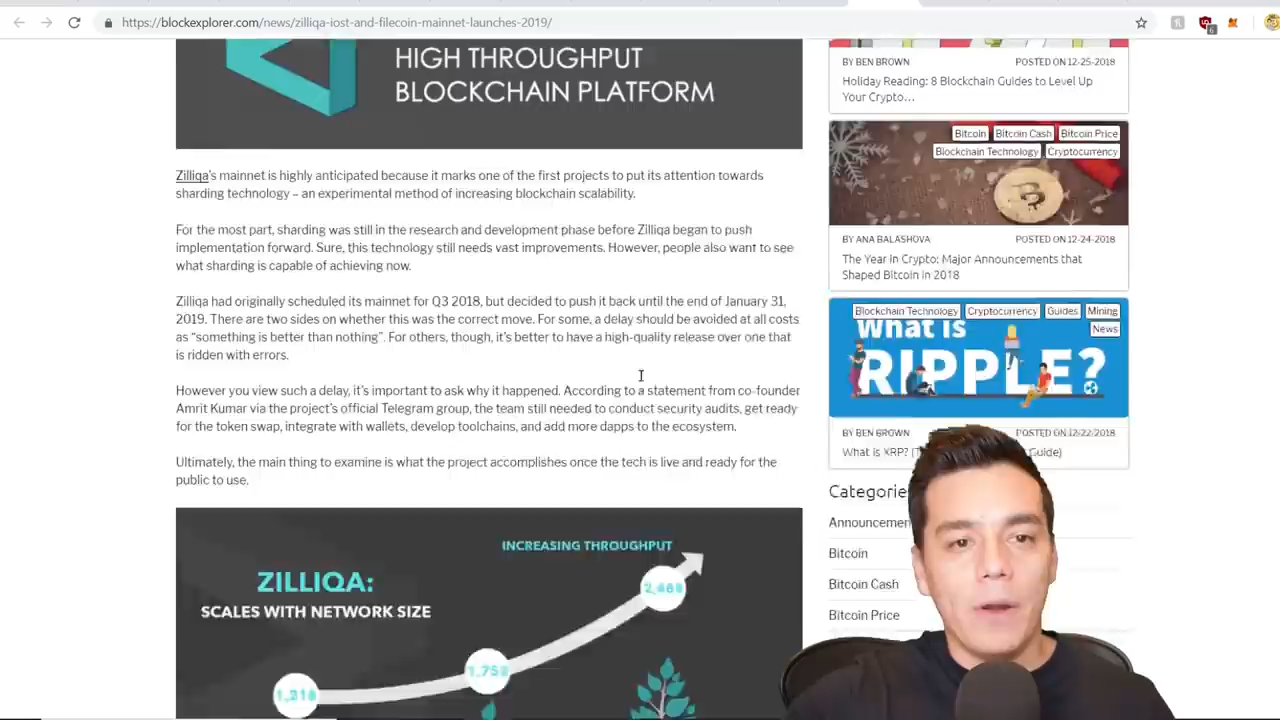 https://blockexplorer.com/news/zilliqa-iost-and-filecoin-mainnet-launches-2019/
6
HIGH THROUGHPUT
BLOCKCHAIN PLATFORM
Zilliqa's mainnet is highly anticipated because it marks one of the first projects to put its attention towards
sharding technology – an experimental method of increasing blockchain scalability.
For the most part, sharding was still in the research and development phase before Zilliqa began to push
implementation forward. Sure, this technology still needs vast improvements. However, people also want to see
what sharding is capable of achieving now.
Zilliqa had originally scheduled its mainnet for Q3 2018, but decided to push it back until the end of January 31,
2019. There are two sides on whether this was the correct move. For some, a delay should be avoided at all costs
as “something is better than nothing”. For others, though, it's better to have a high-quality release over one that
is ridden with errors.
However you view such a delay, it's important to ask why it happened. According to a statement from co-founder
Amrit Kumar via the project's official Telegram group, the team still needed to conduct security audits, get ready
for the token swap, integrate with wallets, develop toolchains, and add more dapps to the ecosystem.
Ultimately, the main thing to examine is what the project accomplishes once the tech is live and ready for the
public to use.
INCREASING THROUGHPUT
ZILLIQA:
SCALES WITH NETWORK SIZE
2,488
1,218
BY BEN BROWN POSTED ON 12-25-2018
Holiday Reading: 8 Blockchain Guides to Level Up
Your Crypto…
Bitcoin Bitcoin Cash Bitcoin Price
Blockchain Technology Cryptocurrency
BY ANA BALASHOVA POSTED ON 12-24-2018
The Year in Crypto: Major Announcements that
Shaped Bitcoin in 2018
Blockchain Technology Cryptocurrency Guides Mining
News
What is
RIPPLE?
BY BEN BROWN POSTED ON 12-22-2018
What is XRP? Guide)
Categorie
Announcemen
Bitcoin
Bitcoin Cash
Bitcoin Price